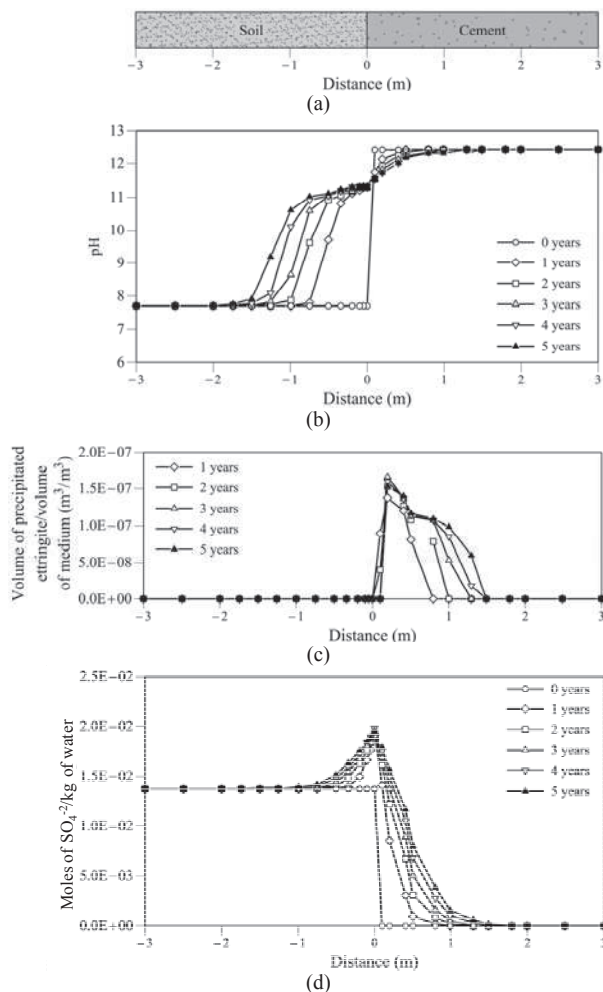 Soil Cement
−3 −2 −1 0 1 2 3
Distance (m)
(a)
13
12
11
10
9
8
7
6
pH
0 years
1 years
2 years
3 years
4 years
5 years
−3 −2 −1 0 1 2 3
Distance (m)
(b)
Volume of precipitated
ettringite/volume
of medium (m³/m³)
2.0E−07
1.5E−07
1.0E−07
5.0E−08
0.0E+00
1 years
2 years
3 years
4 years
5 years
−3 −2 −1 0 1 2 3
Distance (m)
(c)
Moles of SO₄⁻²/kg of water
2.5E−02
2.0E−02
1.5E−02
1.0E−02
5.0E−03
0.0E+00
0 years
1 years
2 years
3 years
4 years
5 years
−3 −2 −1 0 1 2 3
Distance (m)
(d)